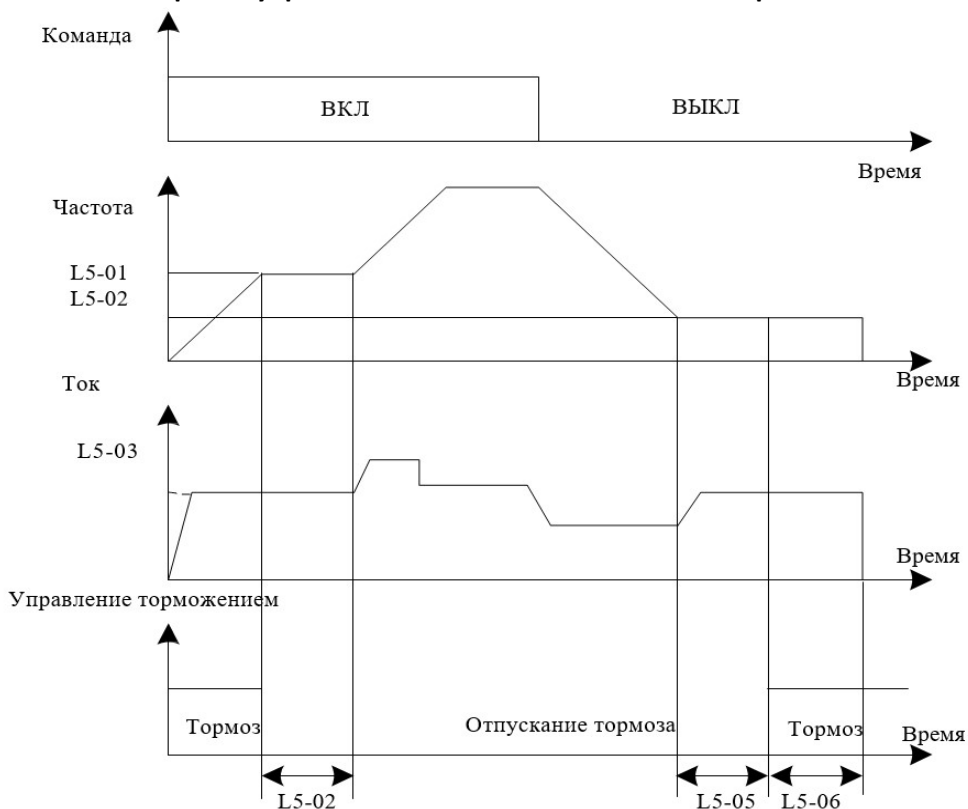 Команда
ВКЛ
ВЫКЛ
Время
Частота
L5-01
L5-02
Время
Ток
L5-03
Время
Управление торможением
Тормоз
Отпускание тормоза
Тормоз
Время
L5-02
L5-05
L5-06